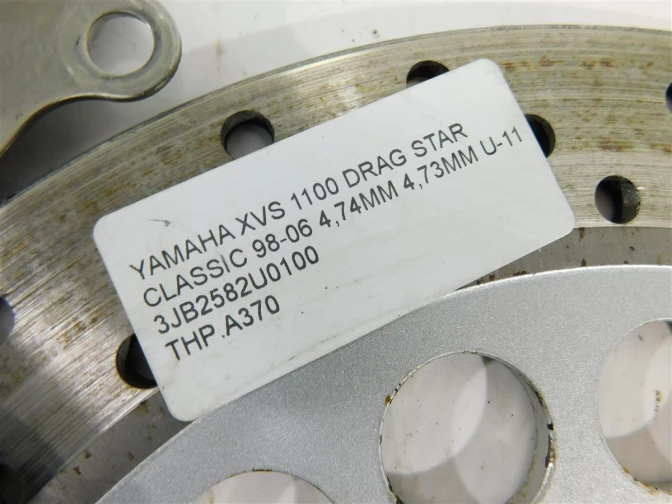 YAMAHA XVS 1100 DRAG STAR
CLASSIC 98-06 4,74MM 4,73MM U-11
3JB2582U0100
THP.A370